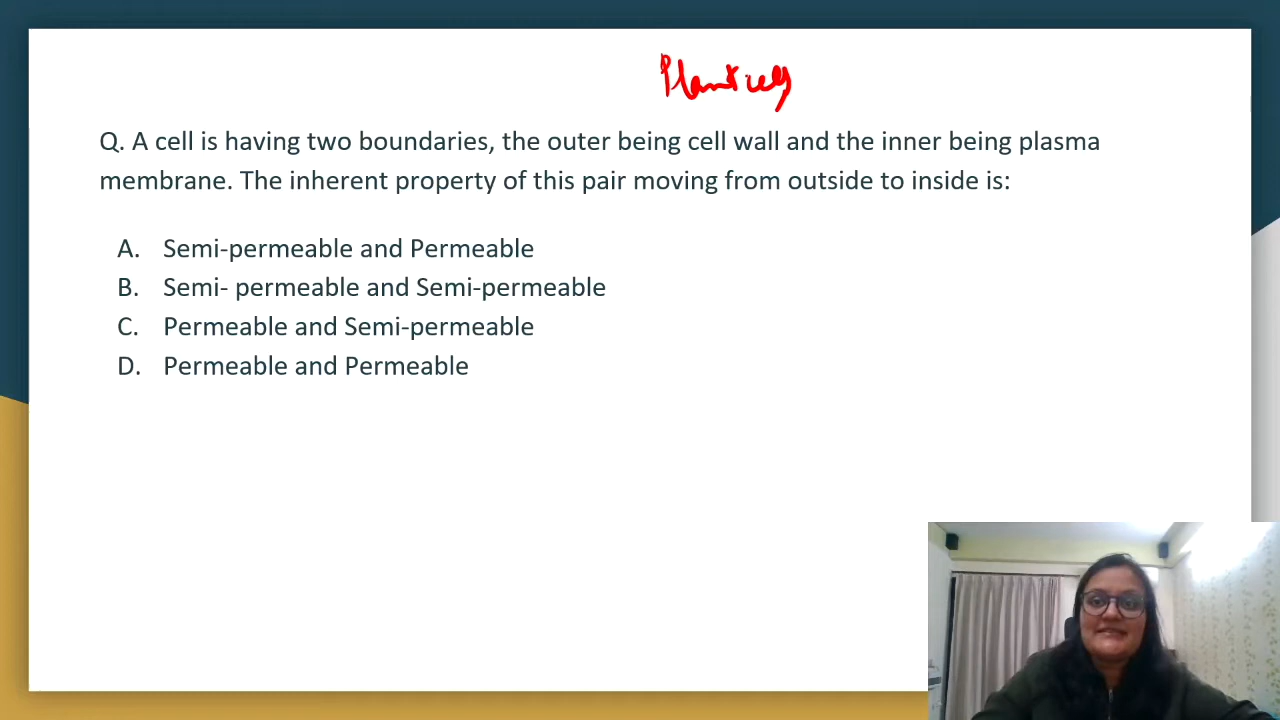 Plant cell
Q. A cell is having two boundaries, the outer being cell wall and the inner being plasma
membrane. The inherent property of this pair moving from outside to inside is:
A. Semi-permeable and Permeable
B. Semi- permeable and Semi-permeable
C. Permeable and Semi-permeable
D. Permeable and Permeable